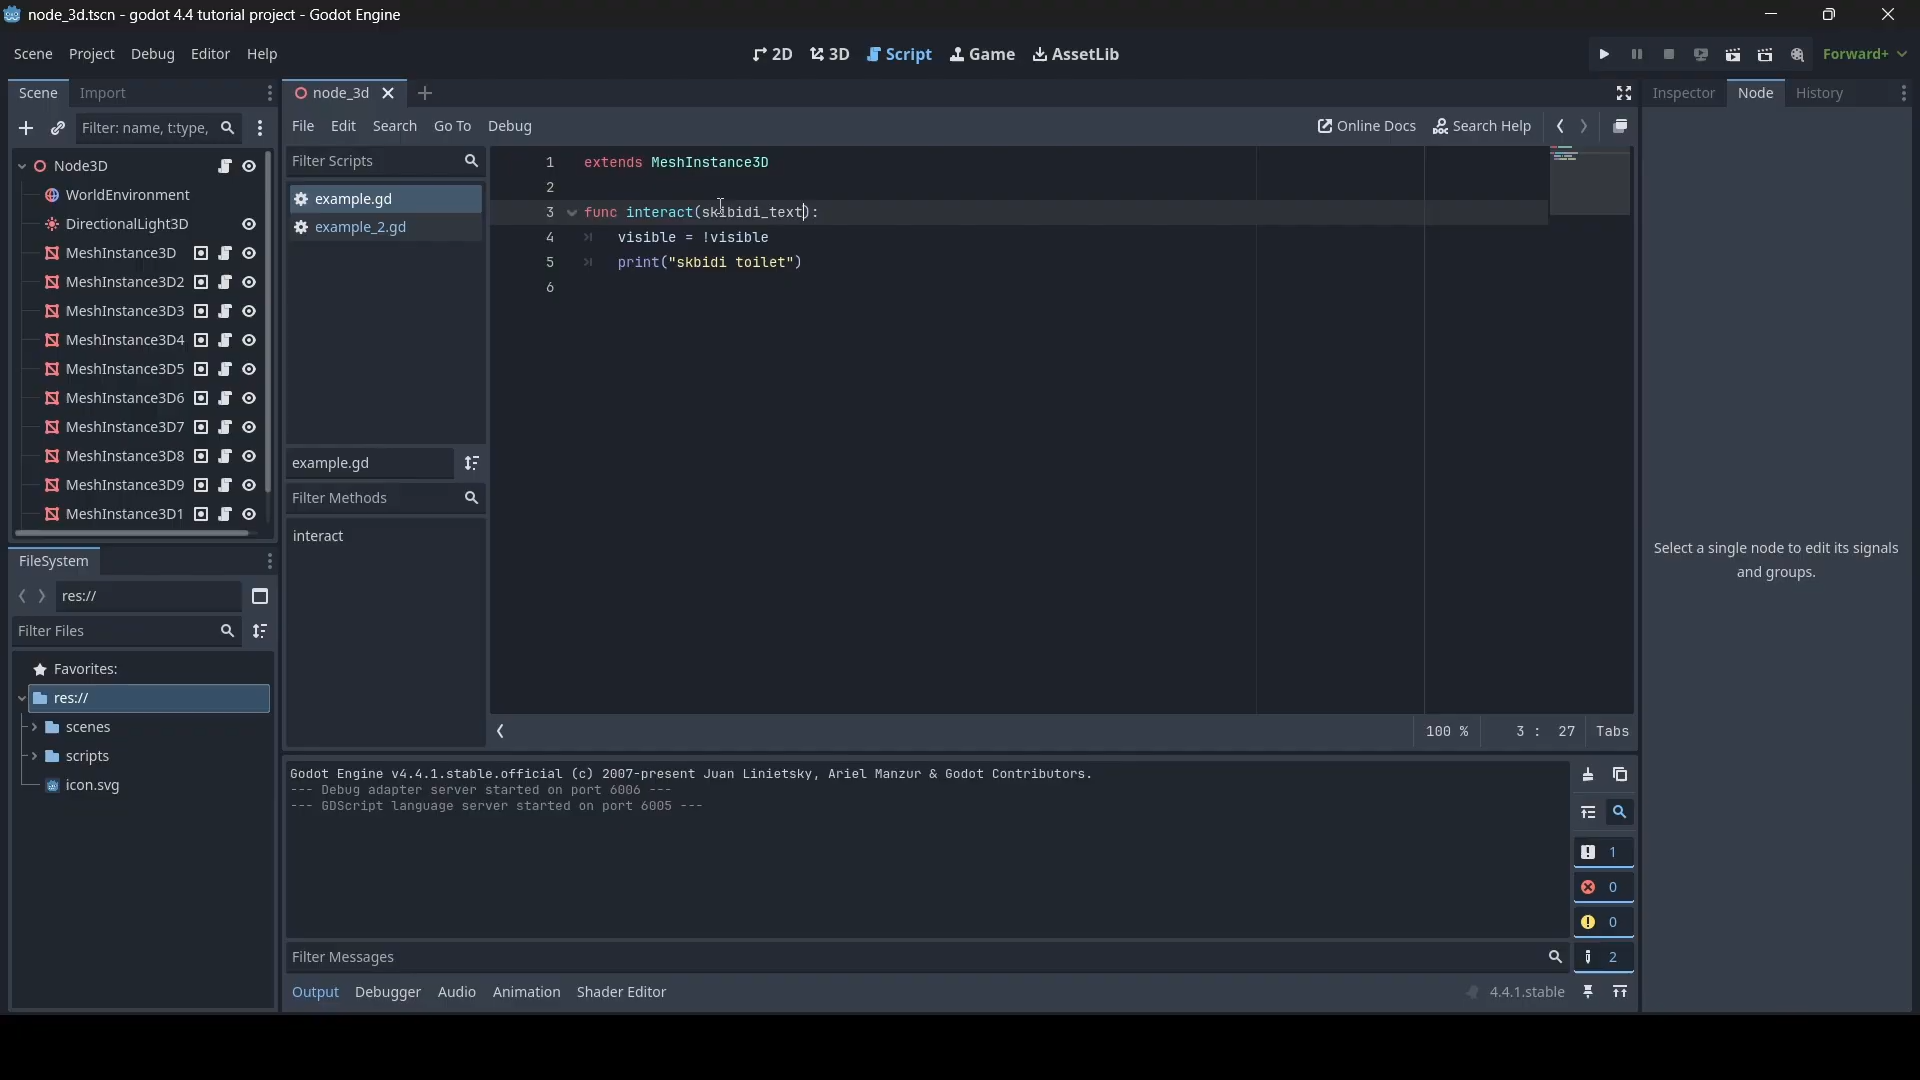 node_3d.tscn - godot 4.4 tutorial project - Godot Engine
Scene Project Debug Editor Help
2D 3D Script Game AssetLib
Forward+
Scene Import
Filter: name, t:type,
Node3D
WorldEnvironment
DirectionalLight3D
MeshInstance3D
MeshInstance3D2
MeshInstance3D3
MeshInstance3D4
MeshInstance3D5
MeshInstance3D6
MeshInstance3D7
MeshInstance3D8
MeshInstance3D9
MeshInstance3D1
FileSystem
res://
Filter Files
Favorites:
res://
scenes
scripts
icon.svg
node_3d
File Edit Search Go To Debug
Online Docs Search Help
Filter Scripts
example.gd
example_2.gd
example.gd
Filter Methods
interact
1 extends MeshInstance3D
2
3 func interact(skibidi_text):
4 visible = !visible
5 print("skbidi toilet")
6
100 % 3 : 27 Tabs
Godot Engine v4.4.1.stable.official (c) 2007-present Juan Linietsky, Ariel Manzur & Godot Contributors.
--- Debug adapter server started on port 6006 ---
--- GDScript language server started on port 6005 ---
1
0
0
2
Filter Messages
Output Debugger Audio Animation Shader Editor
4.4.1.stable
Inspector Node History
Select a single node to edit its signals
and groups.